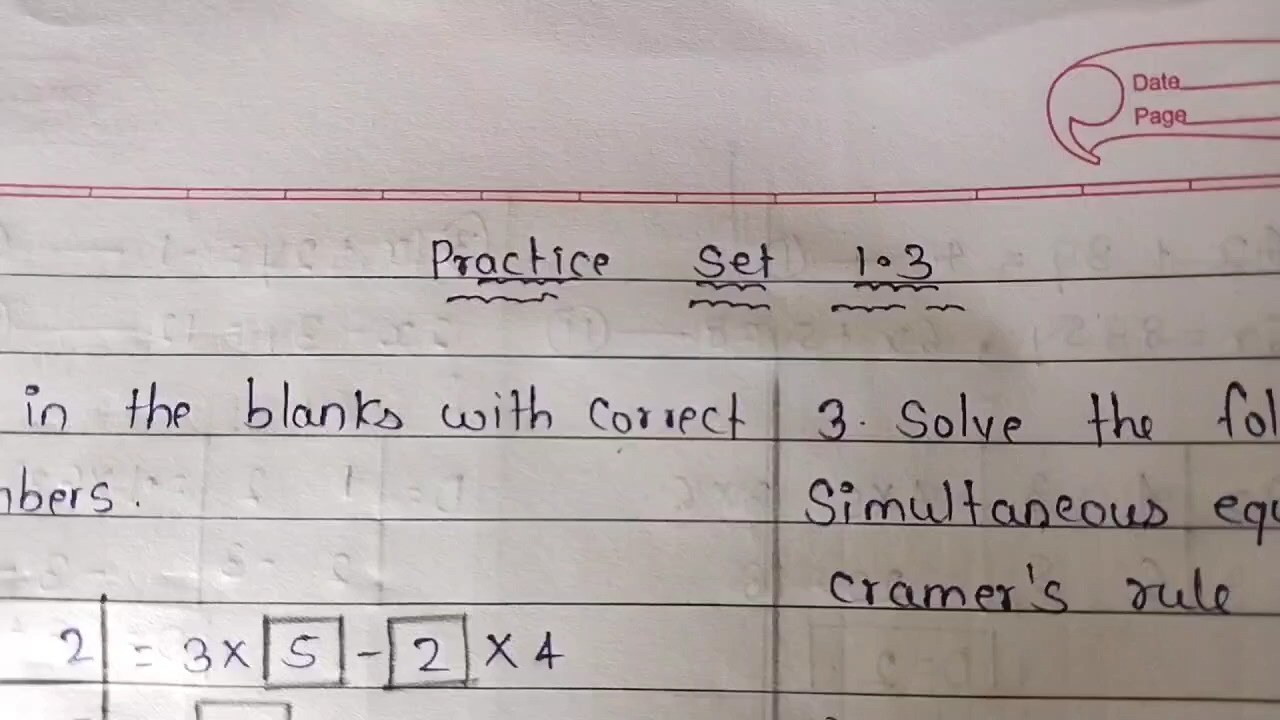 Date
Page
Practice Set 1.3
in the blanks with correct
mbers.
2| = 3 × 5 - 2 × 4
3. Solve the fol
Simultaneous equ
cramer's rule